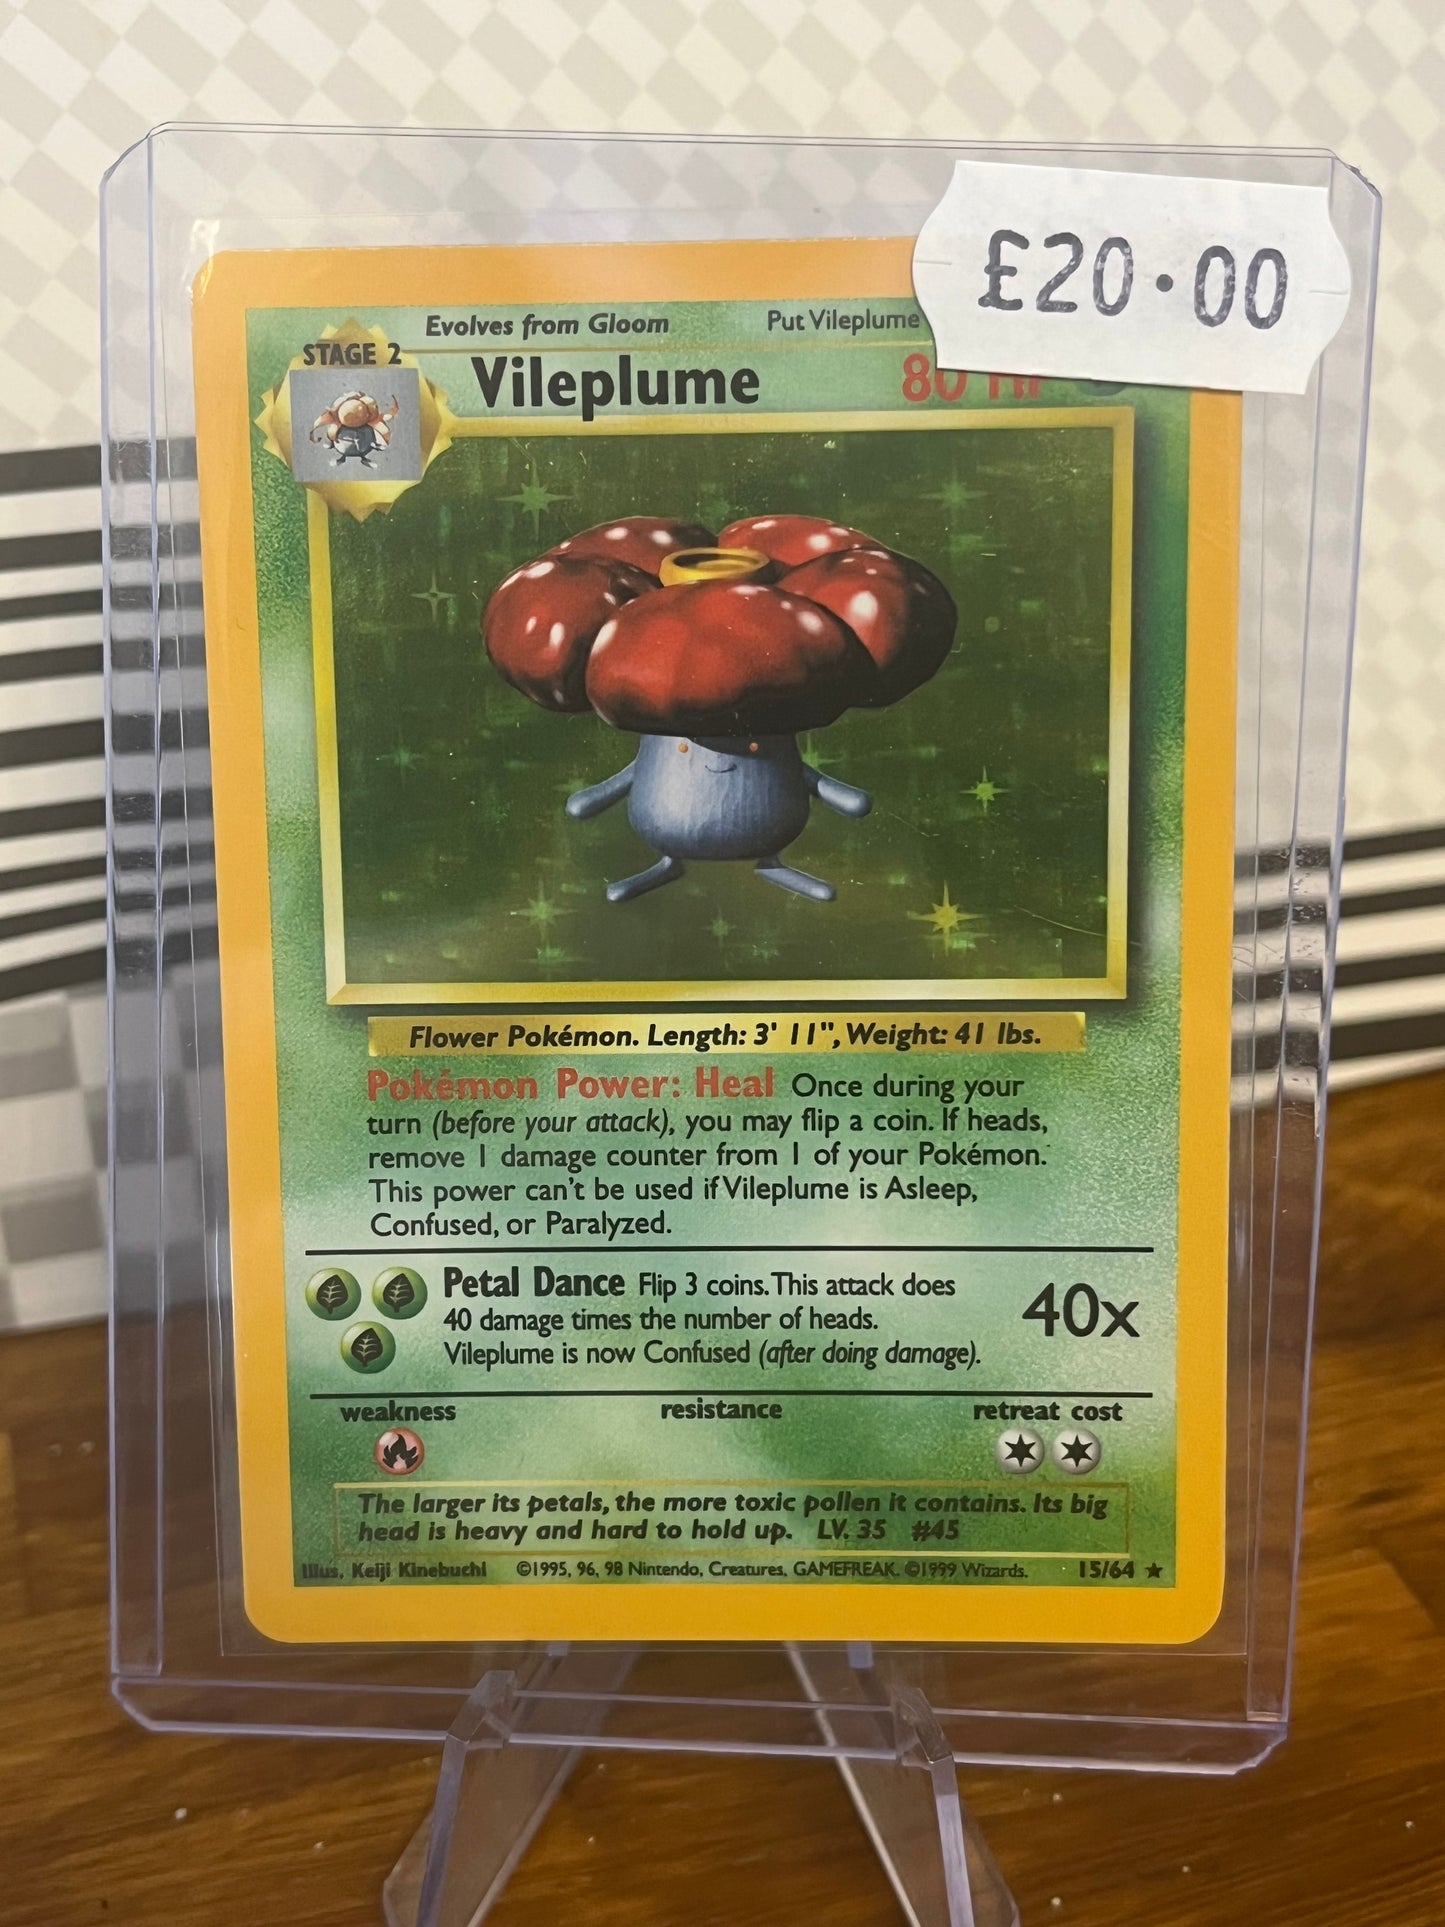 £20.00
Evolves from Gloom Put Vileplume
STAGE 2
Vileplume 80 HP
Flower Pokémon. Length: 3' 11", Weight: 41 lbs.
Pokémon Power: Heal Once during your
turn (before your attack), you may flip a coin. If heads,
remove 1 damage counter from 1 of your Pokémon.
This power can't be used if Vileplume is Asleep,
Confused, or Paralyzed.
Petal Dance Flip 3 coins. This attack does
40 damage times the number of heads.
Vileplume is now Confused (after doing damage).
40x
weakness resistance retreat cost
The larger its petals, the more toxic pollen it contains. Its big
head is heavy and hard to hold up. LV. 35 #45
Illus. Keiji Kinebuchi ©1995, 96, 98 Nintendo, Creatures, GAMEFREAK. ©1999 Wizards. 15/64 ★